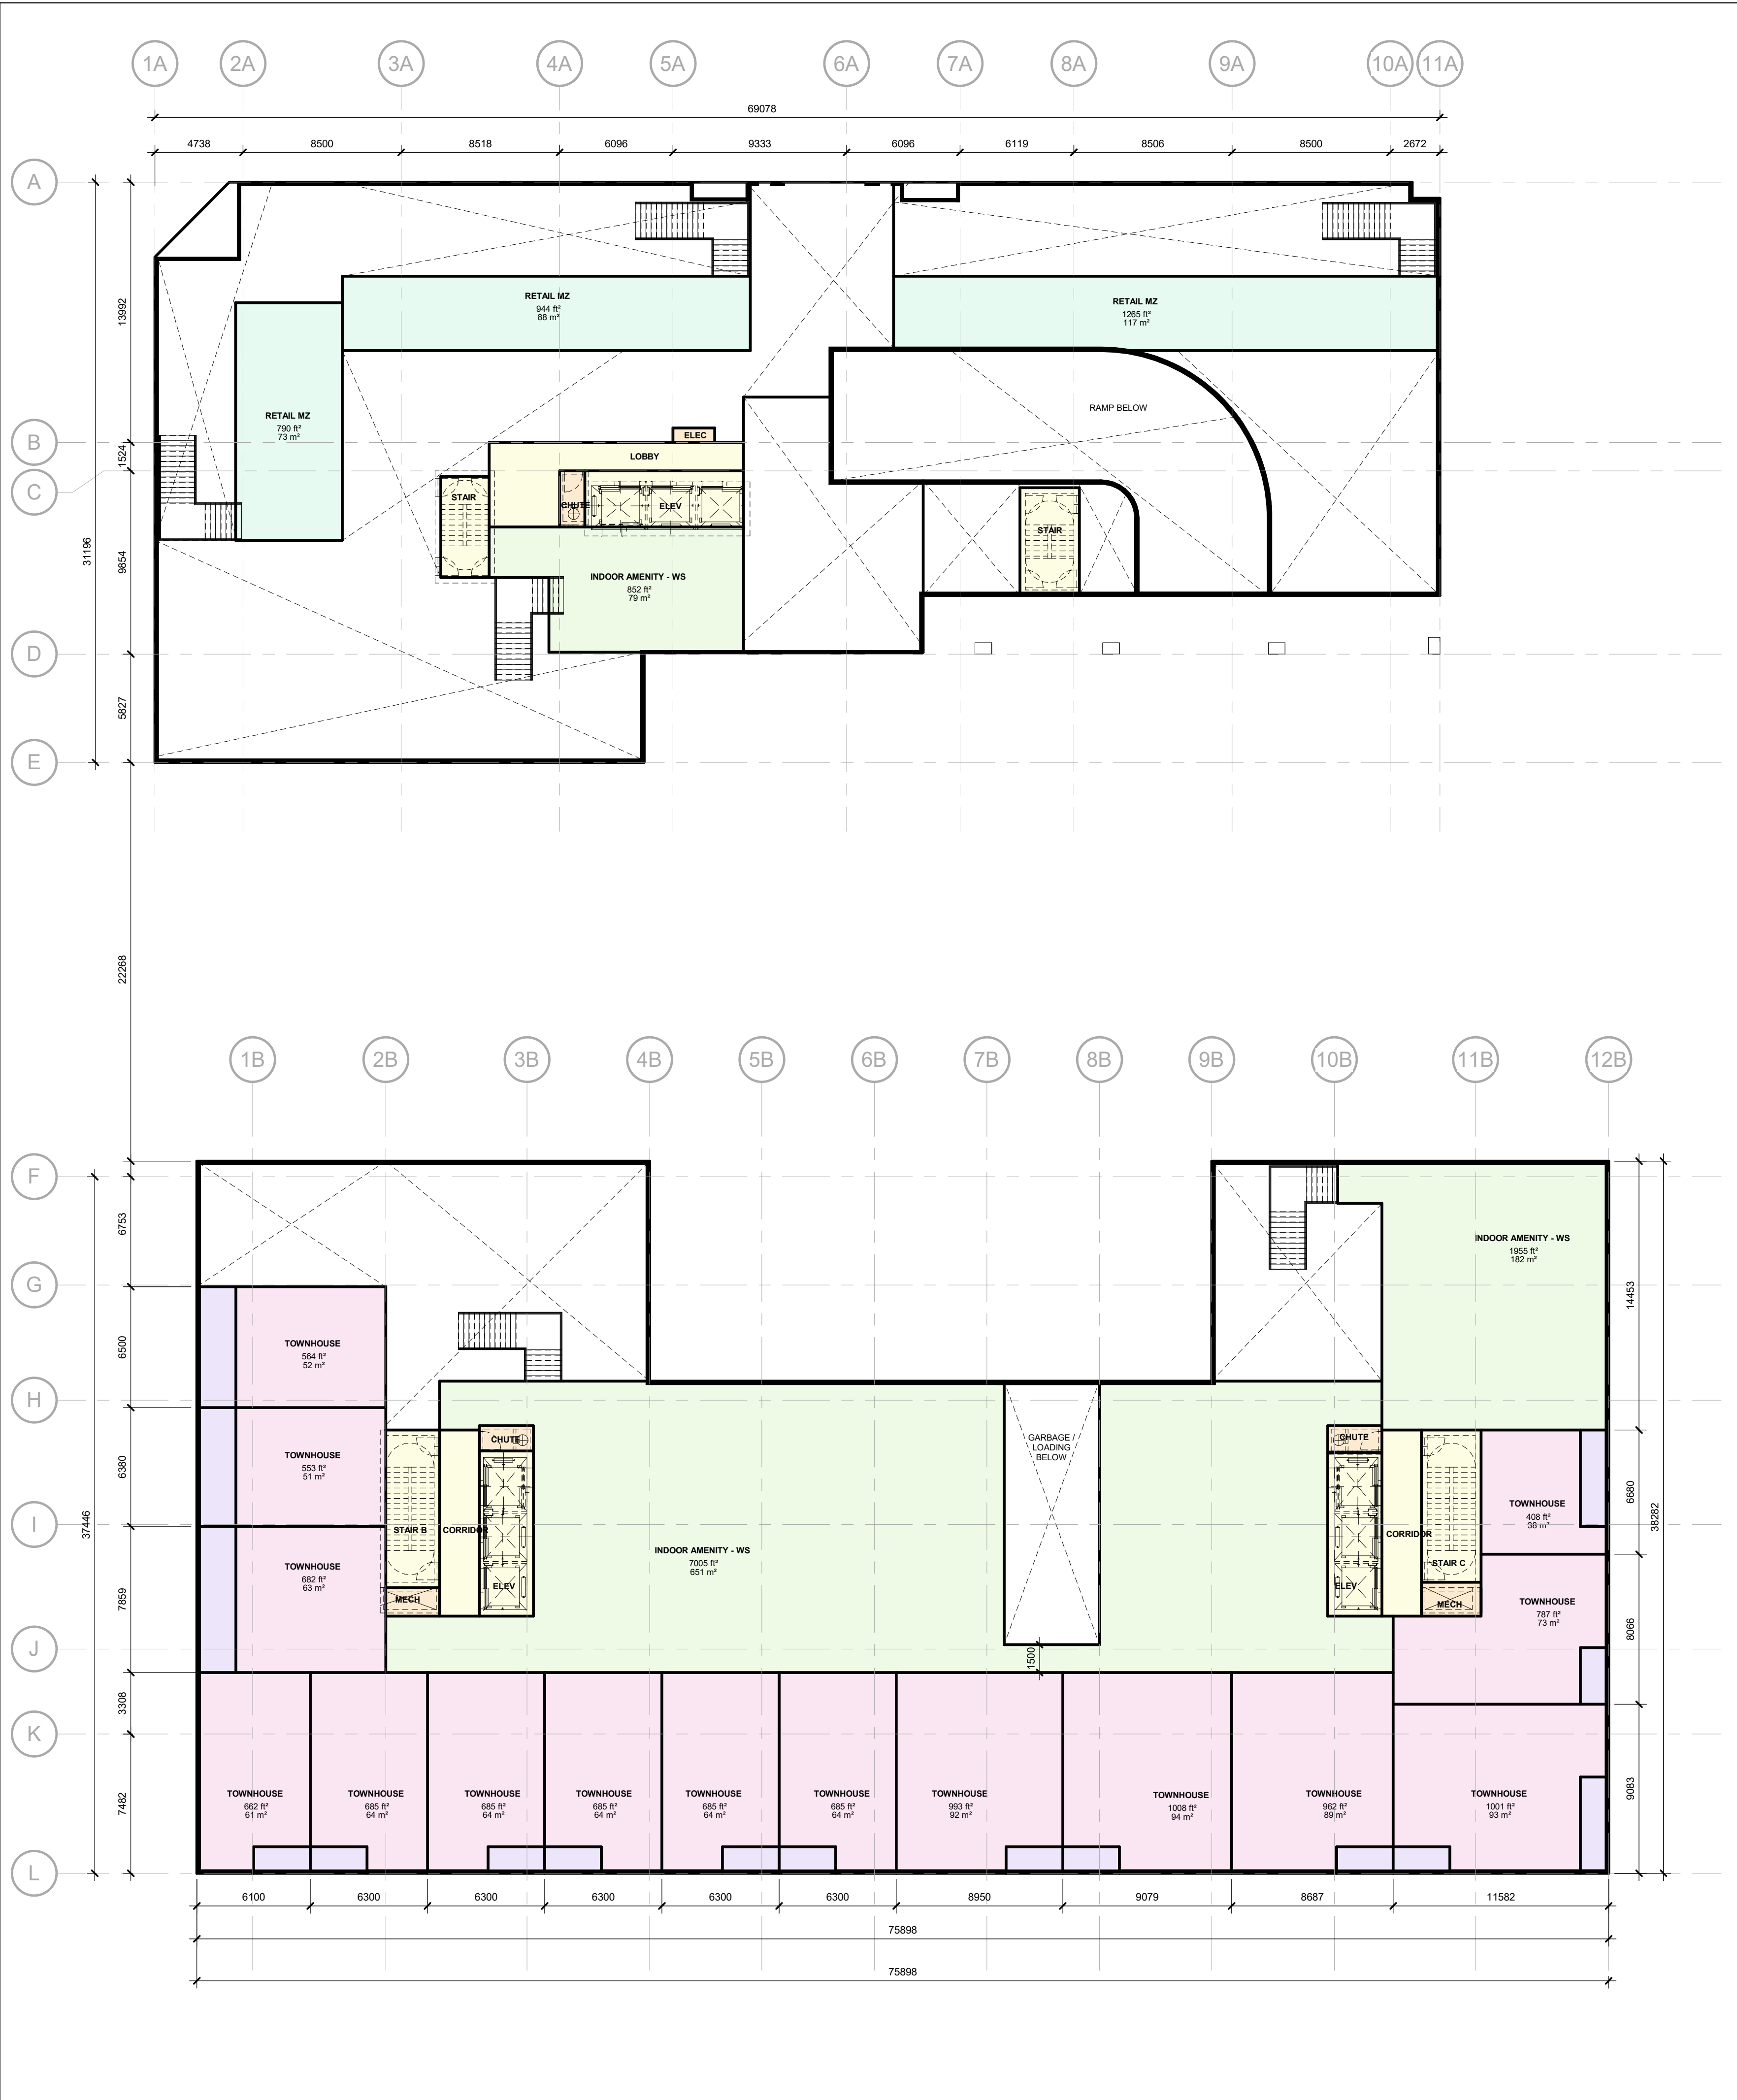 1A 2A 3A 4A 5A 6A 7A 8A 9A 10A 11A
69078
4738 8500 8518 6096 9333 6096 6119 8506 8500 2672
A
13992
RETAIL MZ
944 ft²
88 m²
RETAIL MZ
1265 ft²
117 m²
RETAIL MZ
790 ft²
73 m²
RAMP BELOW
B
1524
C
ELEC
LOBBY
STAIR
CHUTE
ELEV
STAIR
31196
9854
INDOOR AMENITY - WS
852 ft²
79 m²
D
5827
E
22268
1B 2B 3B 4B 5B 6B 7B 8B 9B 10B 11B 12B
F
6753
INDOOR AMENITY - WS
1955 ft²
182 m²
G
14453
6500
TOWNHOUSE
564 ft²
52 m²
H
CHUTE
GARBAGE /
LOADING
BELOW
CHUTE
6380
TOWNHOUSE
553 ft²
51 m²
6680
TOWNHOUSE
408 ft²
38 m²
37446
38282
I
STAIR B
CORRIDOR
CORRIDOR
INDOOR AMENITY - WS
7005 ft²
651 m²
STAIR C
TOWNHOUSE
682 ft²
63 m²
ELEV
ELEV
MECH
MECH
7859
TOWNHOUSE
787 ft²
73 m²
8066
J
1500
3308
K
7482
TOWNHOUSE
662 ft²
61 m²
TOWNHOUSE
685 ft²
64 m²
TOWNHOUSE
685 ft²
64 m²
TOWNHOUSE
685 ft²
64 m²
TOWNHOUSE
685 ft²
64 m²
TOWNHOUSE
685 ft²
64 m²
TOWNHOUSE
993 ft²
92 m²
TOWNHOUSE
1008 ft²
94 m²
TOWNHOUSE
962 ft²
89 m²
TOWNHOUSE
1001 ft²
93 m²
9083
L
6100 6300 6300 6300 6300 6300 8950 9079 8687 11582
75898
75898